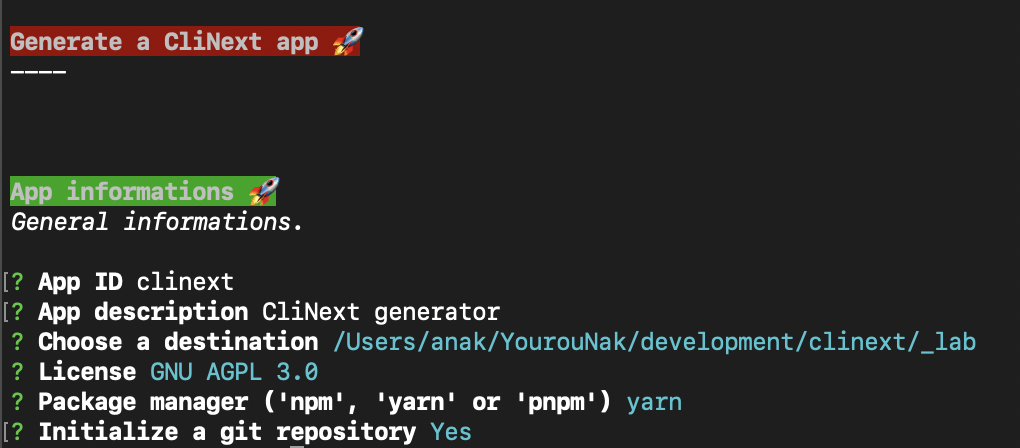 Generate a CliNext app 🚀
----
App informations 🚀
General informations.
[? App ID clinext
[? App description CliNext generator
? Choose a destination /Users/anak/YourouNak/development/clinext/_lab
? License GNU AGPL 3.0
? Package manager ('npm', 'yarn' or 'pnpm') yarn
[? Initialize a git repository Yes